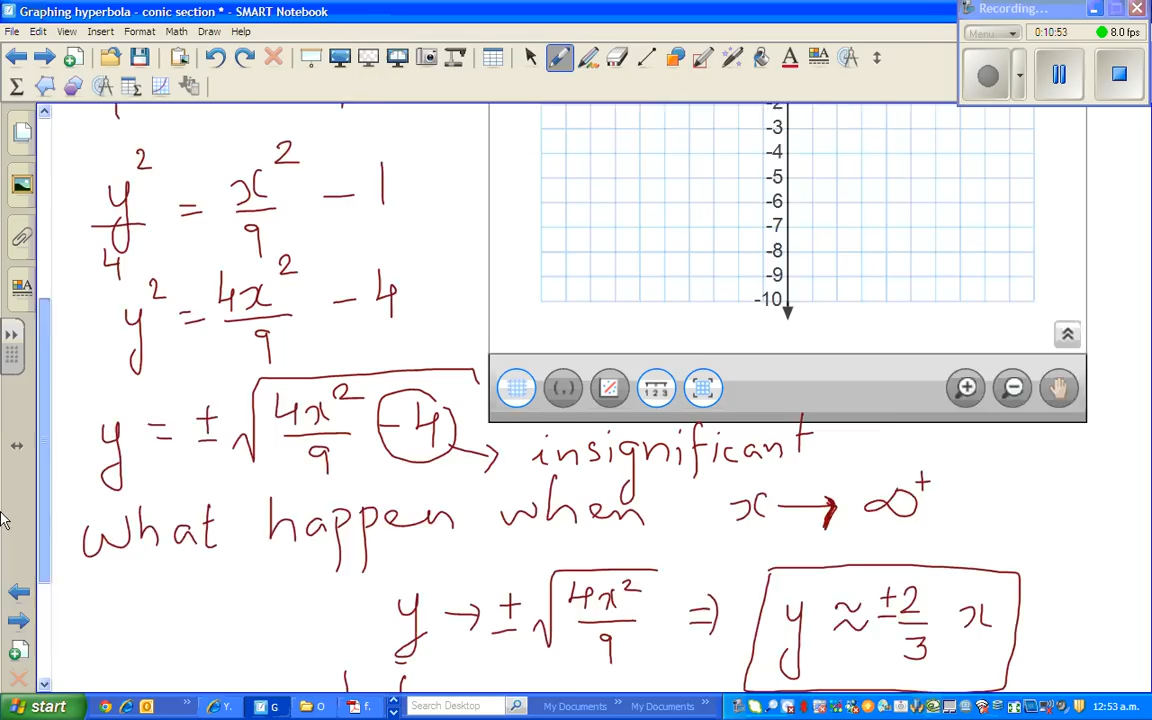 Graphing hyperbola - conic section * - SMART Notebook
Recording...
File Edit View Insert Format Math Draw Help
Menu
0:10:53
8.0 fps
-2
-3
-4
-5
-6
-7
-8
-9
-10
y²/4 = x²/9 - 1
y² = 4x²/9 - 4
y = ± √(4x²/9 - 4) → insignificant
What happen when x → ∞⁺
y → ± √(4x²/9) ⇒ y ≈ ±2/3 x
start
Y.
G
O
f.
Search Desktop
My Documents
My Documents
12:53 a.m.